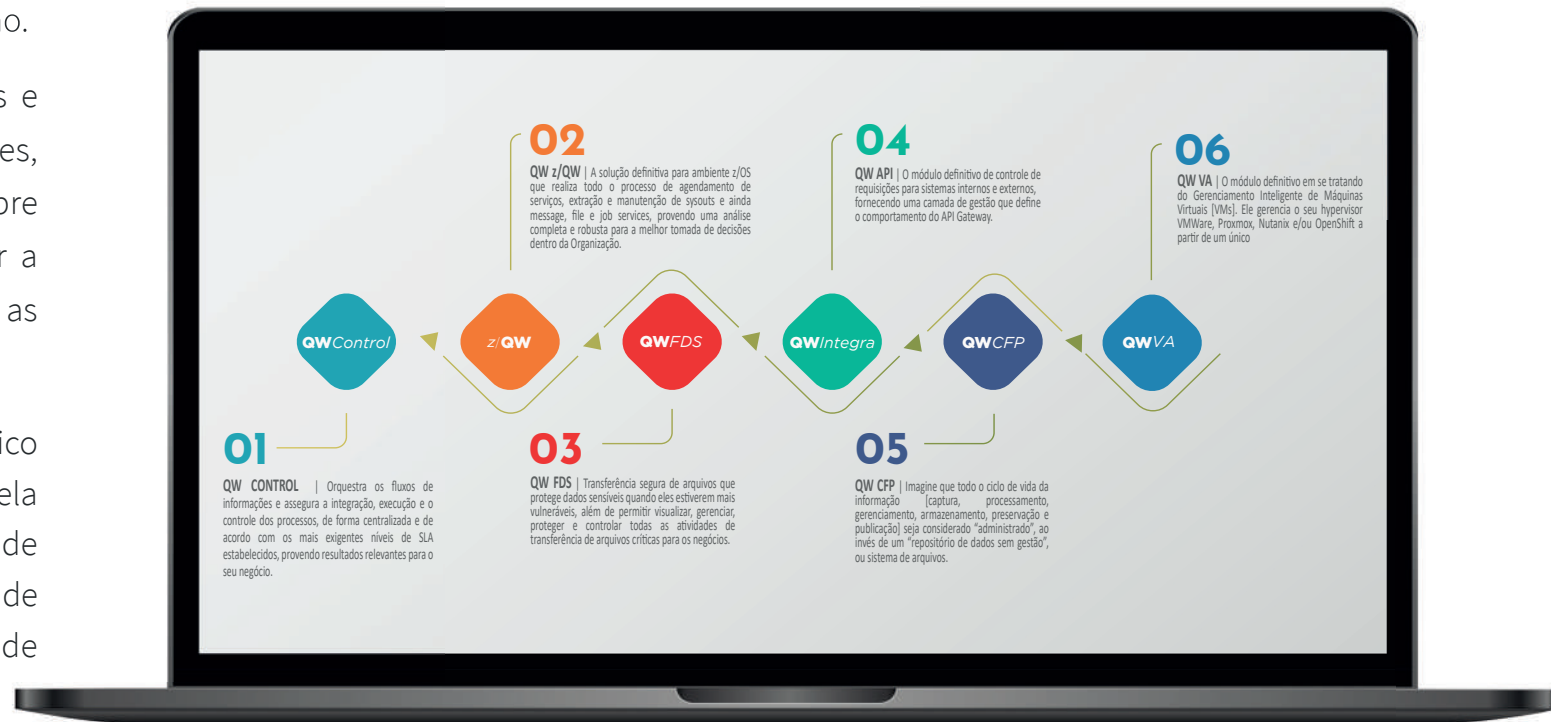 ão.
s e
es,
bre
r a
as
ico
ela
de
de
de
02
QW z/QW | A solução definitiva para ambiente z/OS
que realiza todo o processo de agendamento de
serviços, extração e manutenção de sysouts e ainda
message, file e job services, provendo uma análise
completa e robusta para a melhor tomada de decisões
dentro da Organização.
04
QW API | O módulo definitivo de controle de
requisições para sistemas internos e externos,
fornecendo uma camada de gestão que define
o comportamento do API Gateway.
06
QW VA | O módulo definitivo em se tratando
do Gerenciamento Inteligente de Máquinas
Virtuais [VMs]. Ele gerencia o seu hypervisor
VMWare, Proxmox, Nutanix e/ou OpenShift a
partir de um único
QWControl
z/QW
QWFDS
QWIntegra
QWCFP
QWVA
01
QW CONTROL | Orquestra os fluxos de
informações e assegura a integração, execução e o
controle dos processos, de forma centralizada e de
acordo com os mais exigentes níveis de SLA
estabelecidos, provendo resultados relevantes para o
seu negócio.
03
QW FDS | Transferência segura de arquivos que
protege dados sensíveis quando eles estiverem mais
vulneráveis, além de permitir visualizar, gerenciar,
proteger e controlar todas as atividades de
transferência de arquivos críticas para os negócios.
05
QW CFP | Imagine que todo o ciclo de vida da
informação [captura, processamento,
gerenciamento, armazenamento, preservação e
publicação] seja considerado "administrado", ao
invés de um "repositório de dados sem gestão",
ou sistema de arquivos.